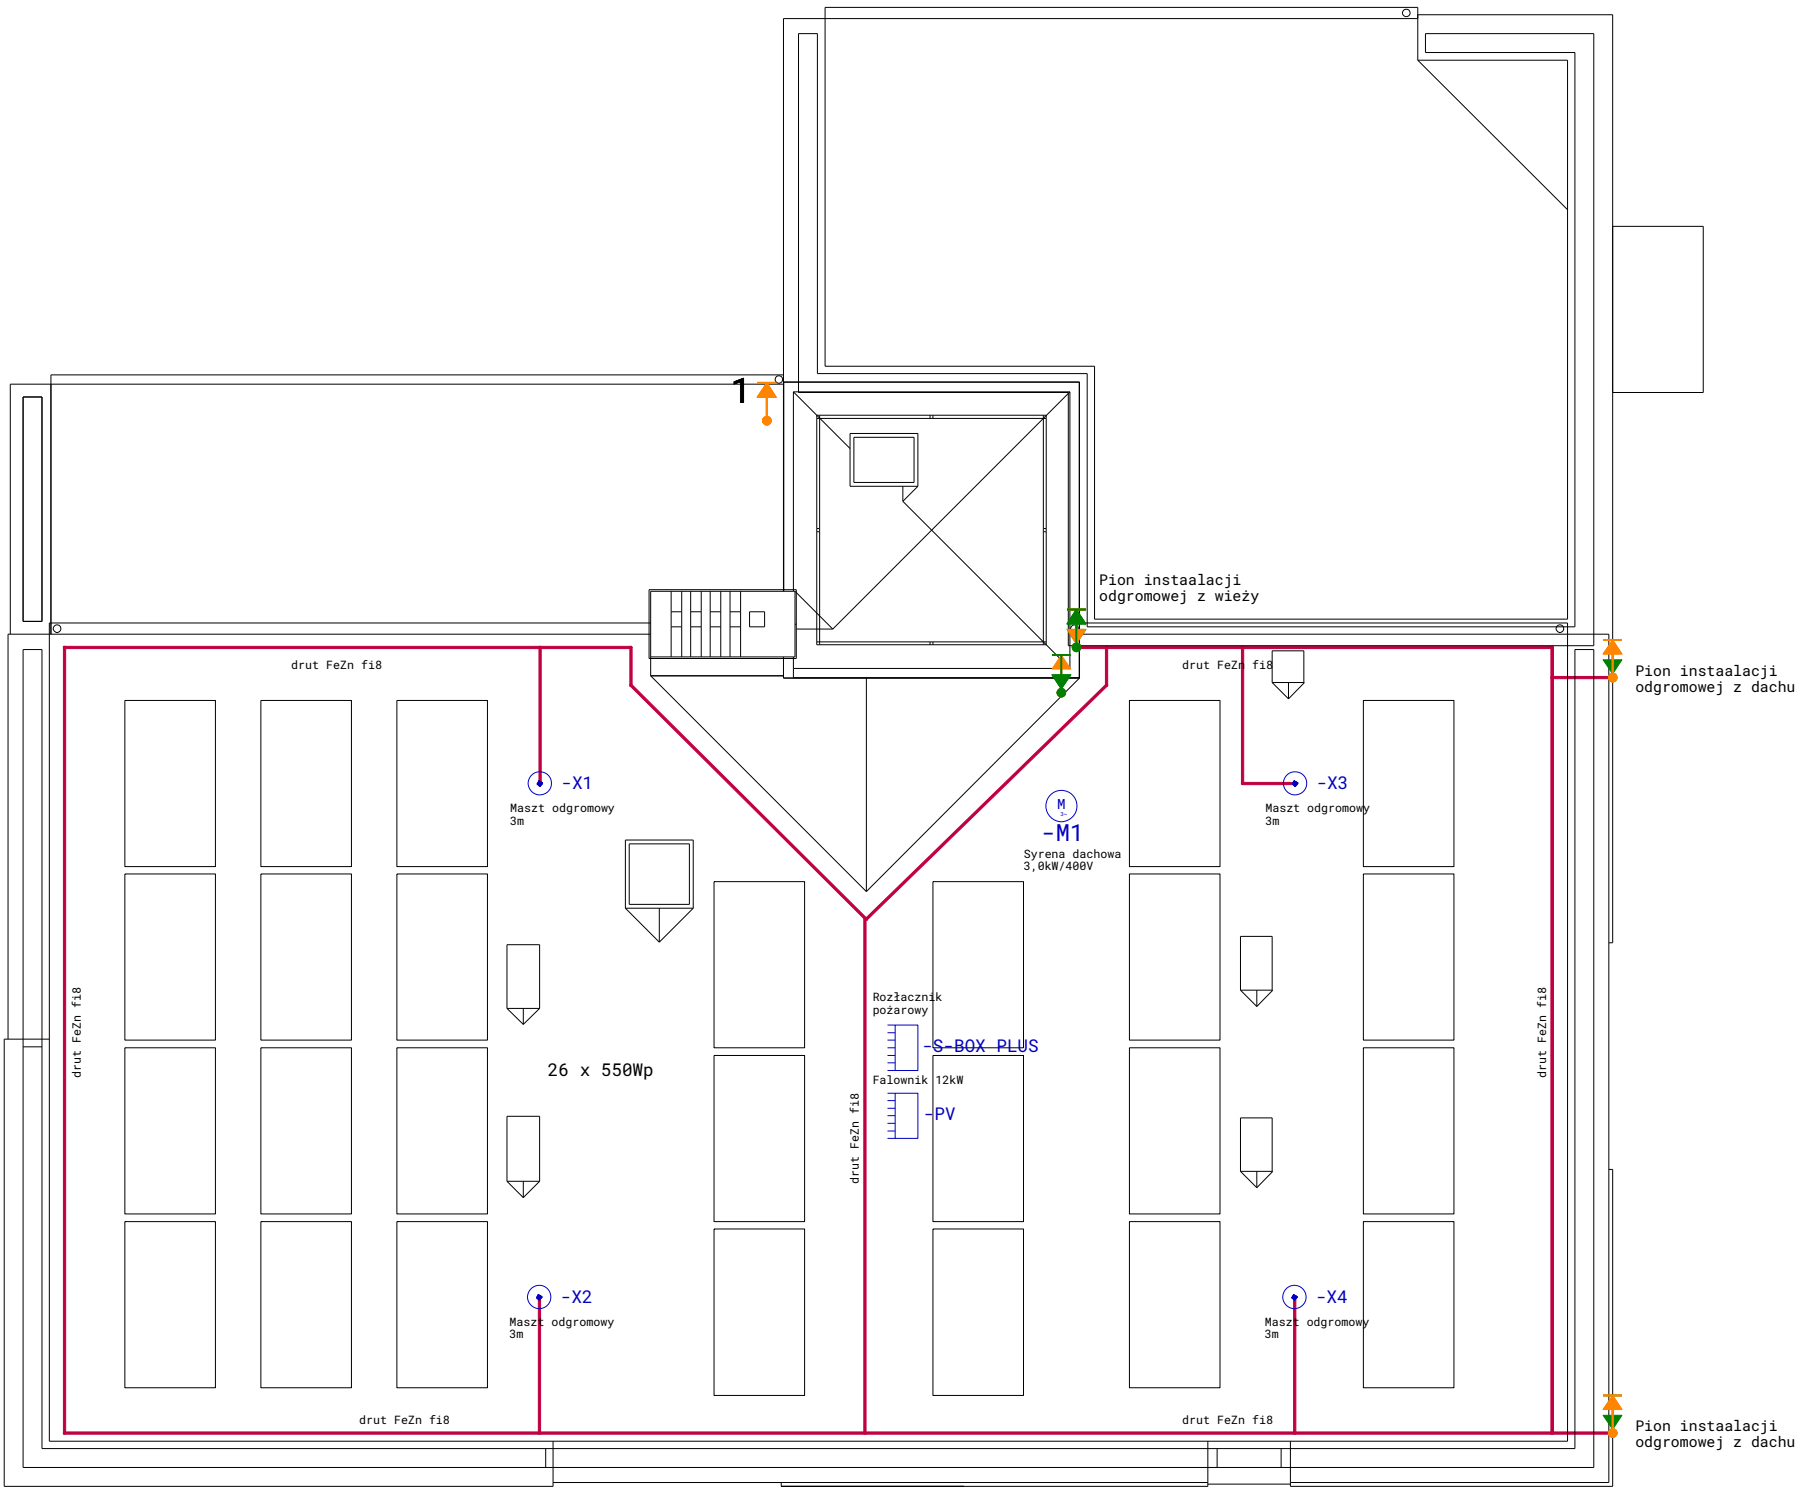 1
Pion instaalacji
odgromowej z wieży
drut FeZn fi8
drut FeZn fi8
Pion instaalacji
odgromowej z dachu
-X1
Maszt odgromowy
3m
-X3
Maszt odgromowy
3m
M
3~
-M1
Syrena dachowa
3,0kW/400V
drut FeZn fi8
Rozłacznik
pożarowy
-S-BOX PLUS
drut FeZn fi8
26 x 550Wp
Falownik 12kW
-PV
drut FeZn fi8
-X2
Maszt odgromowy
3m
-X4
Maszt odgromowy
3m
drut FeZn fi8
drut FeZn fi8
Pion instaalacji
odgromowej z dachu